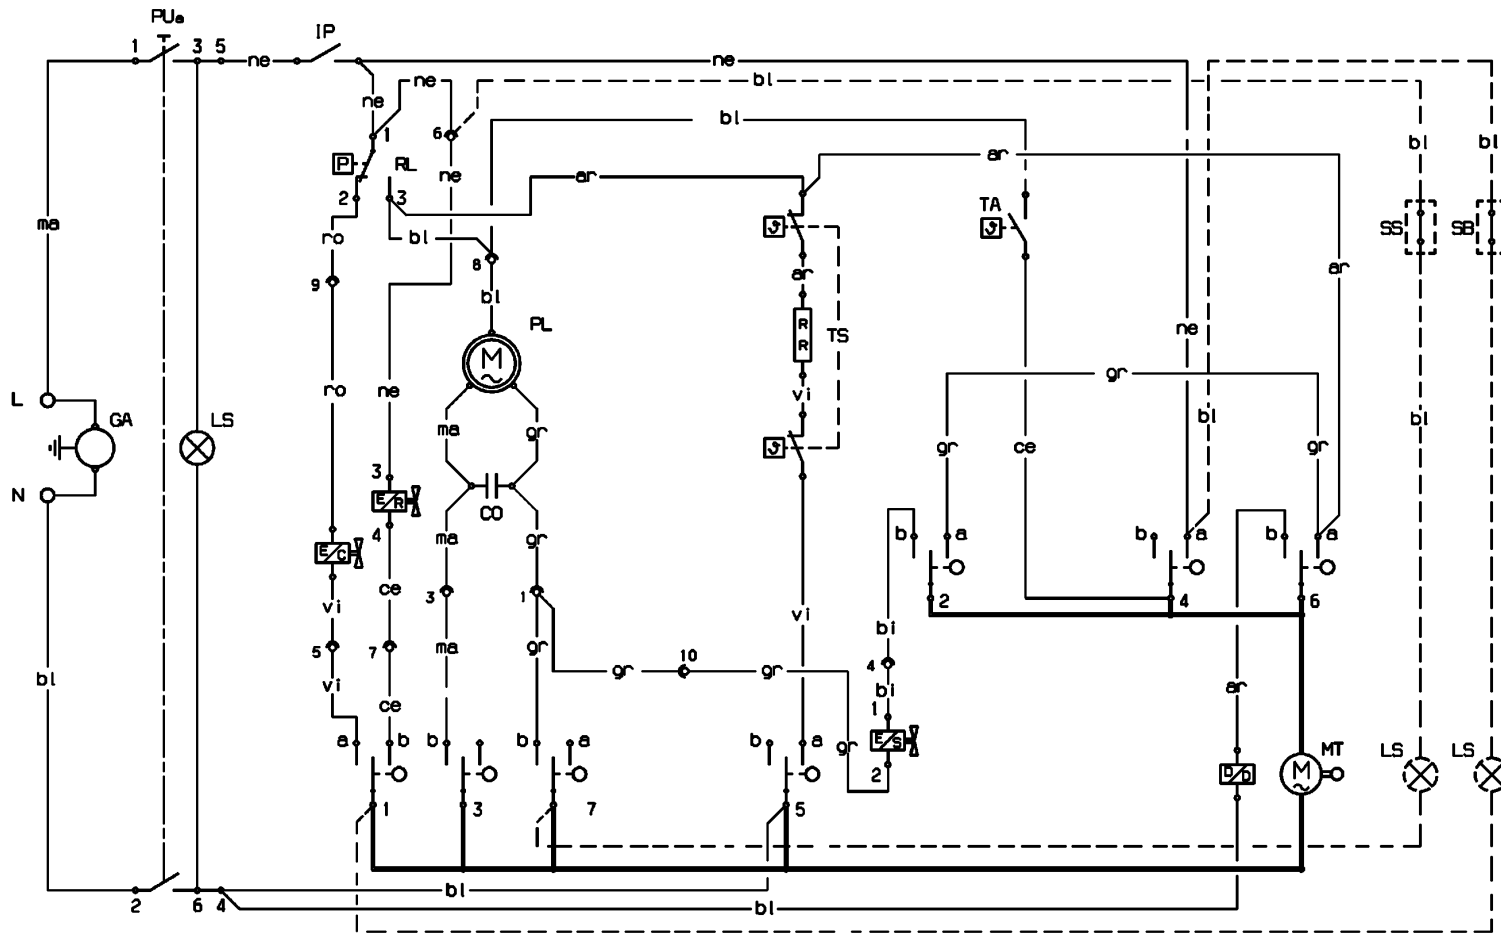 PUa
IP
1
3 5
ne
ne
bl
ne
ne
bl
1
6
ar
P
RL
ne
ar
bl
bl
2
3
TA
ϑ
ϑ
SS
SB
ma
ro
bl
8
9
bl
ar
ar
PL
R
R
TS
ne
M
ro
ne
vi
gr
L
GA
LS
ma
gr
bl
bl
ϑ
gr
ce
gr
3
N
E R
CO
4
ma
gr
b a
b a
b a
E C
ce
vi
3
1
2
4
6
vi
bi
5
7
ma
gr
10
gr
gr
4
bl
vi
bi
ar
ce
1
a b
b
b a
b a
gr
E S
2
LS
LS
MT
D D
M
1
3
7
5
2
6 4
bl
bl